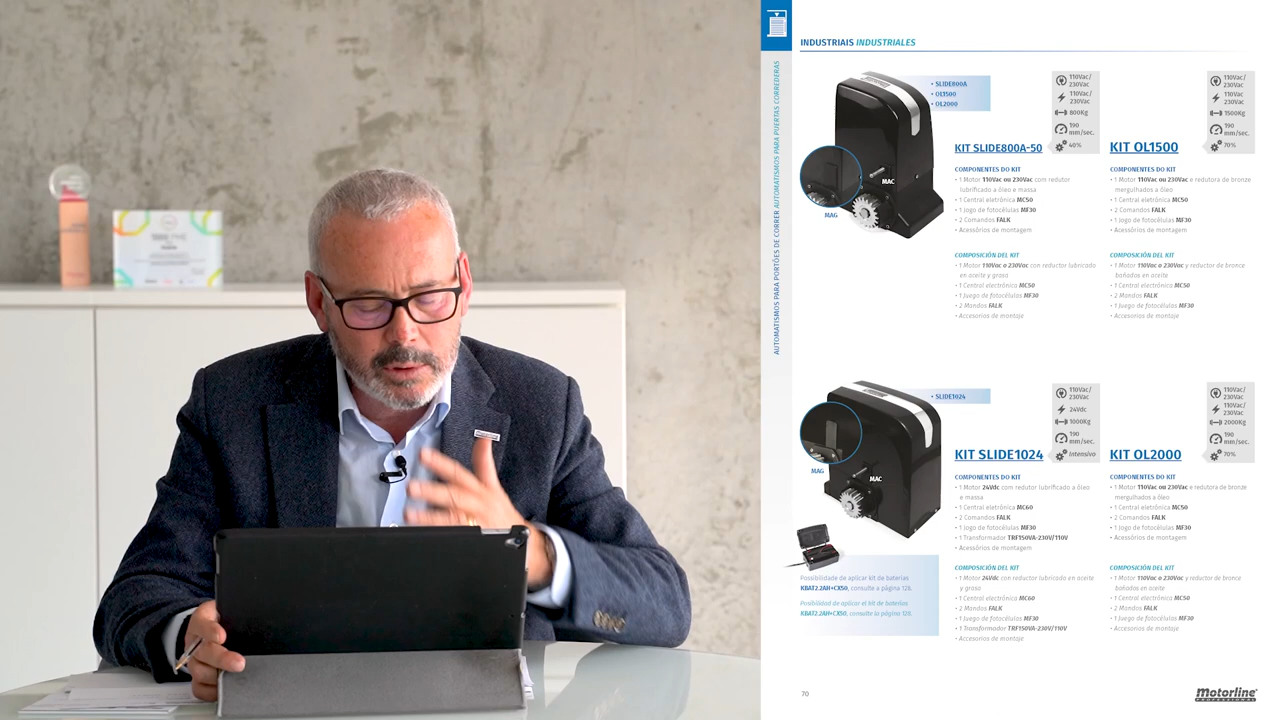 INDUSTRIAIS INDUSTRIALES
AUTOMATISMOS PARA PORTÕES DE CORRER AUTOMATISMOS PARA PUERTAS CORREDERAS
• SLIDE800A
• OL1500
• OL2000
MAC
MAG
110Vac/
230Vac
110Vac/
230Vac
800Kg
190
mm/sec.
40%
KIT SLIDE800A-50
COMPONENTES DO KIT
• 1 Motor 110Vac ou 230Vac com redutor
lubrificado a óleo e massa
• 1 Central eletrônica MC50
• 1 Jogo de fotocélulas MF30
• 2 Comandos FALK
• Acessórios de montagem
COMPOSICIÓN DEL KIT
• 1 Motor 110Vac o 230Vac con reductor lubricado
en aceite y grasa
• 1 Central electrónica MC50
• 1 Juego de fotocélulas MF30
• 2 Mandos FALK
• Accesorios de montaje
110Vac/
230Vac
110Vac
230Vac
1500Kg
190
mm/sec.
70%
KIT OL1500
COMPONENTES DO KIT
• 1 Motor 110Vac ou 230Vac e redutora de bronze
mergulhados a óleo
• 1 Central eletrônica MC50
• 2 Comandos FALK
• 1 Jogo de fotocélulas MF30
• Acessórios de montagem
COMPOSICIÓN DEL KIT
• 1 Motor 110Vac o 230Vac y reductor de bronce
bañados en aceite
• 1 Central electrónica MC50
• 2 Mandos FALK
• 1 Juego de fotocélulas MF30
• Accesorios de montaje
• SLIDE1024
MAC
MAG
110Vac/
230Vac
24Vdc
1000Kg
190
mm/sec.
Intensivo
KIT SLIDE1024
COMPONENTES DO KIT
• 1 Motor 24Vdc com redutor lubrificado a óleo
e massa
• 1 Central eletrônica MC60
• 2 Comandos FALK
• 1 Jogo de fotocélulas MF30
• 1 Transformador TRF150VA-230V/110V
• Acessórios de montagem
COMPOSICIÓN DEL KIT
• 1 Motor 24Vdc con reductor lubricado en aceite
y grasa
• 1 Central electrónica MC60
• 2 Mandos FALK
• 1 Juego de fotocélulas MF30
• 1 Transformador TRF150VA-230V/110V
• Accesorios de montaje
110Vac/
230Vac
110Vac/
230Vac
2000Kg
190
mm/sec.
70%
KIT OL2000
COMPONENTES DO KIT
• 1 Motor 110Vac ou 230Vac e redutora de bronze
mergulhados a óleo
• 1 Central eletrônica MC50
• 2 Comandos FALK
• 1 Jogo de fotocélulas MF30
• Acessórios de montagem
COMPOSICIÓN DEL KIT
• 1 Motor 110Vac o 230Vac y reductor de bronce
bañados en aceite
• 1 Central electrónica MC50
• 2 Mandos FALK
• 1 Juego de fotocélulas MF30
• Accesorios de montaje
Possibilidade de aplicar kit de baterias
KBAT2.2AH+CX50, consulte a página 128.
Posibilidad de aplicar el kit de baterías
KBAT2.2AH+CX50, consulte la página 128.
70
Motorline
PROFESSIONAL